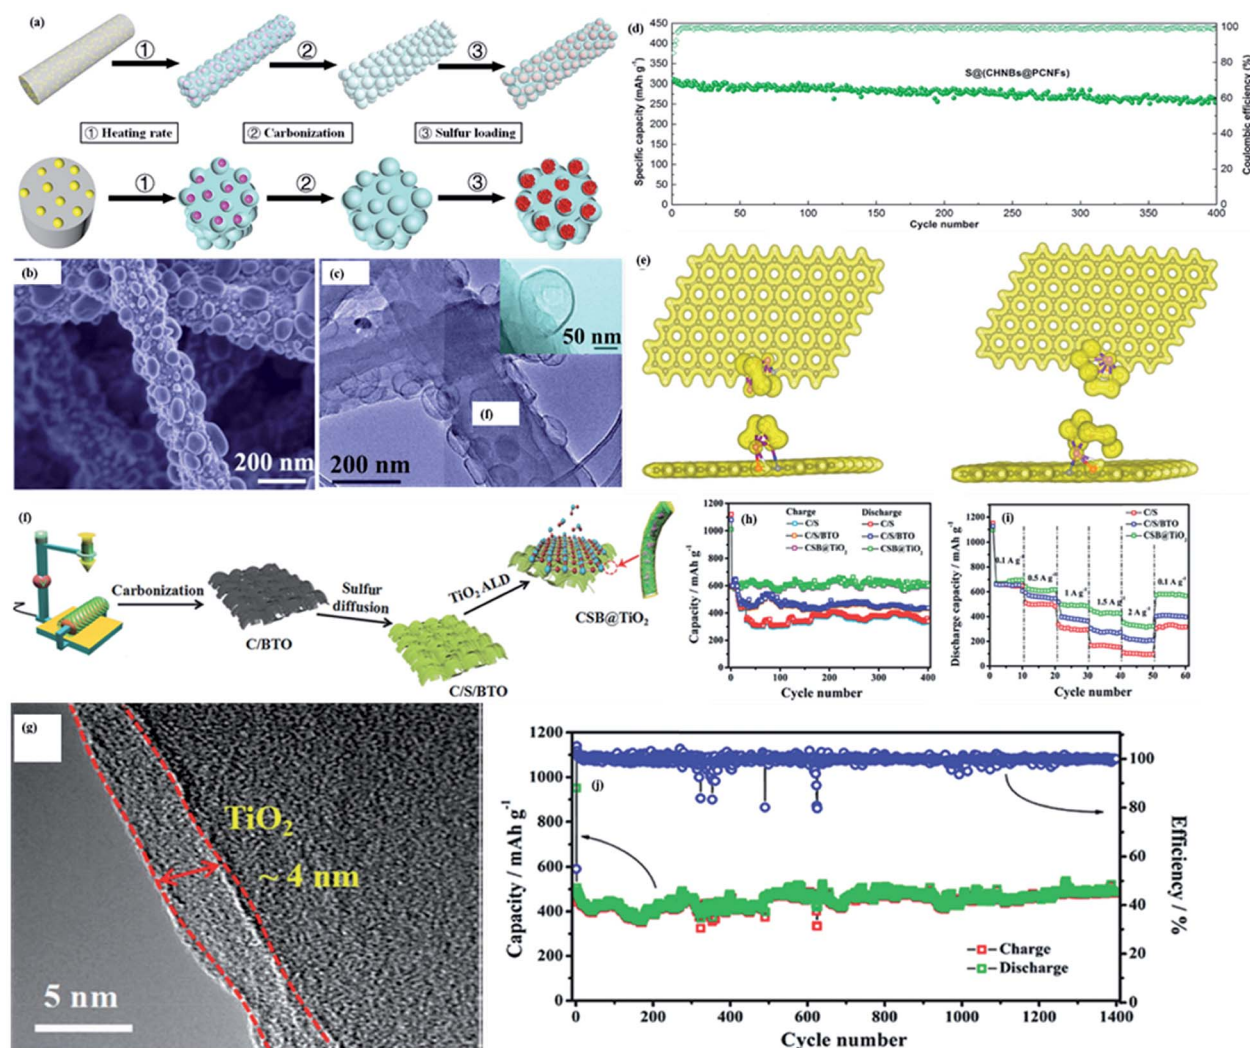 (a)
① ② ③
① Heating rate ② Carbonization ③ Sulfur loading
① ② ③
(b)
200 nm
(c)
50 nm
(f)
200 nm
(d)
Specific capacity (mAh g⁻¹)
450
400
350
300
250
200
150
100
50
0
S@(CHNBs@PCNFs)
0 50 100 150 200 250 300 350 400
Cycle number
100
80
60
40
20
0
Coulombic efficiency (%)
(e)
(f)
Carbonization
C/BTO
Sulfur
diffusion
C/S/BTO
TiO₂ ALD
CSB@TiO₂
(h)
Capacity / mAh g⁻¹
1200
1000
800
600
400
200
0
Charge Discharge
C/S C/S
C/S/BTO C/S/BTO
CSB@TiO₂ CSB@TiO₂
0 100 200 300 400
Cycle number
(i)
Discharge capacity / mAh g⁻¹
1200
1000
800
600
400
200
0
C/S
C/S/BTO
CSB@TiO₂
0.1 A g⁻¹
0.5 A g⁻¹
1 A g⁻¹
1.5 A g⁻¹
2 A g⁻¹
0.1 A g⁻¹
0 10 20 30 40 50 60
Cycle number
(g)
TiO₂
~ 4 nm
5 nm
(j)
Capacity / mAh g⁻¹
1200
1100
1000
900
800
700
600
500
400
300
200
100
0
Charge
Discharge
0 200 400 600 800 1000 1200 1400
Cycle number
100
80
60
40
20
0
Efficiency / %